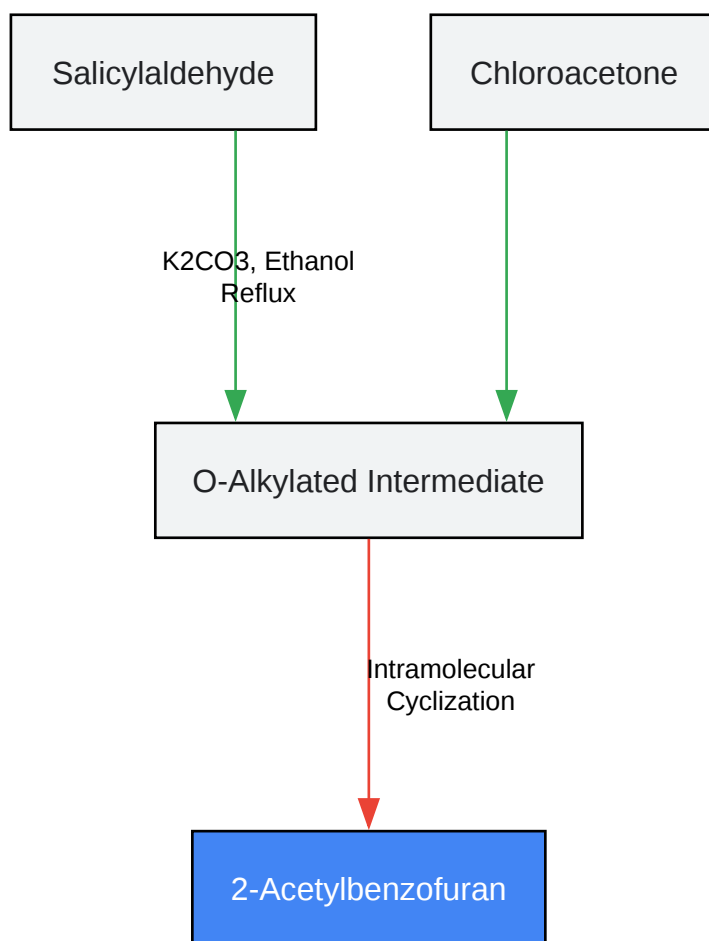 Salicylaldehyde
Chloroacetone
K2CO3, Ethanol
Reflux
O-Alkylated Intermediate
Intramolecular
Cyclization
2-Acetylbenzofuran